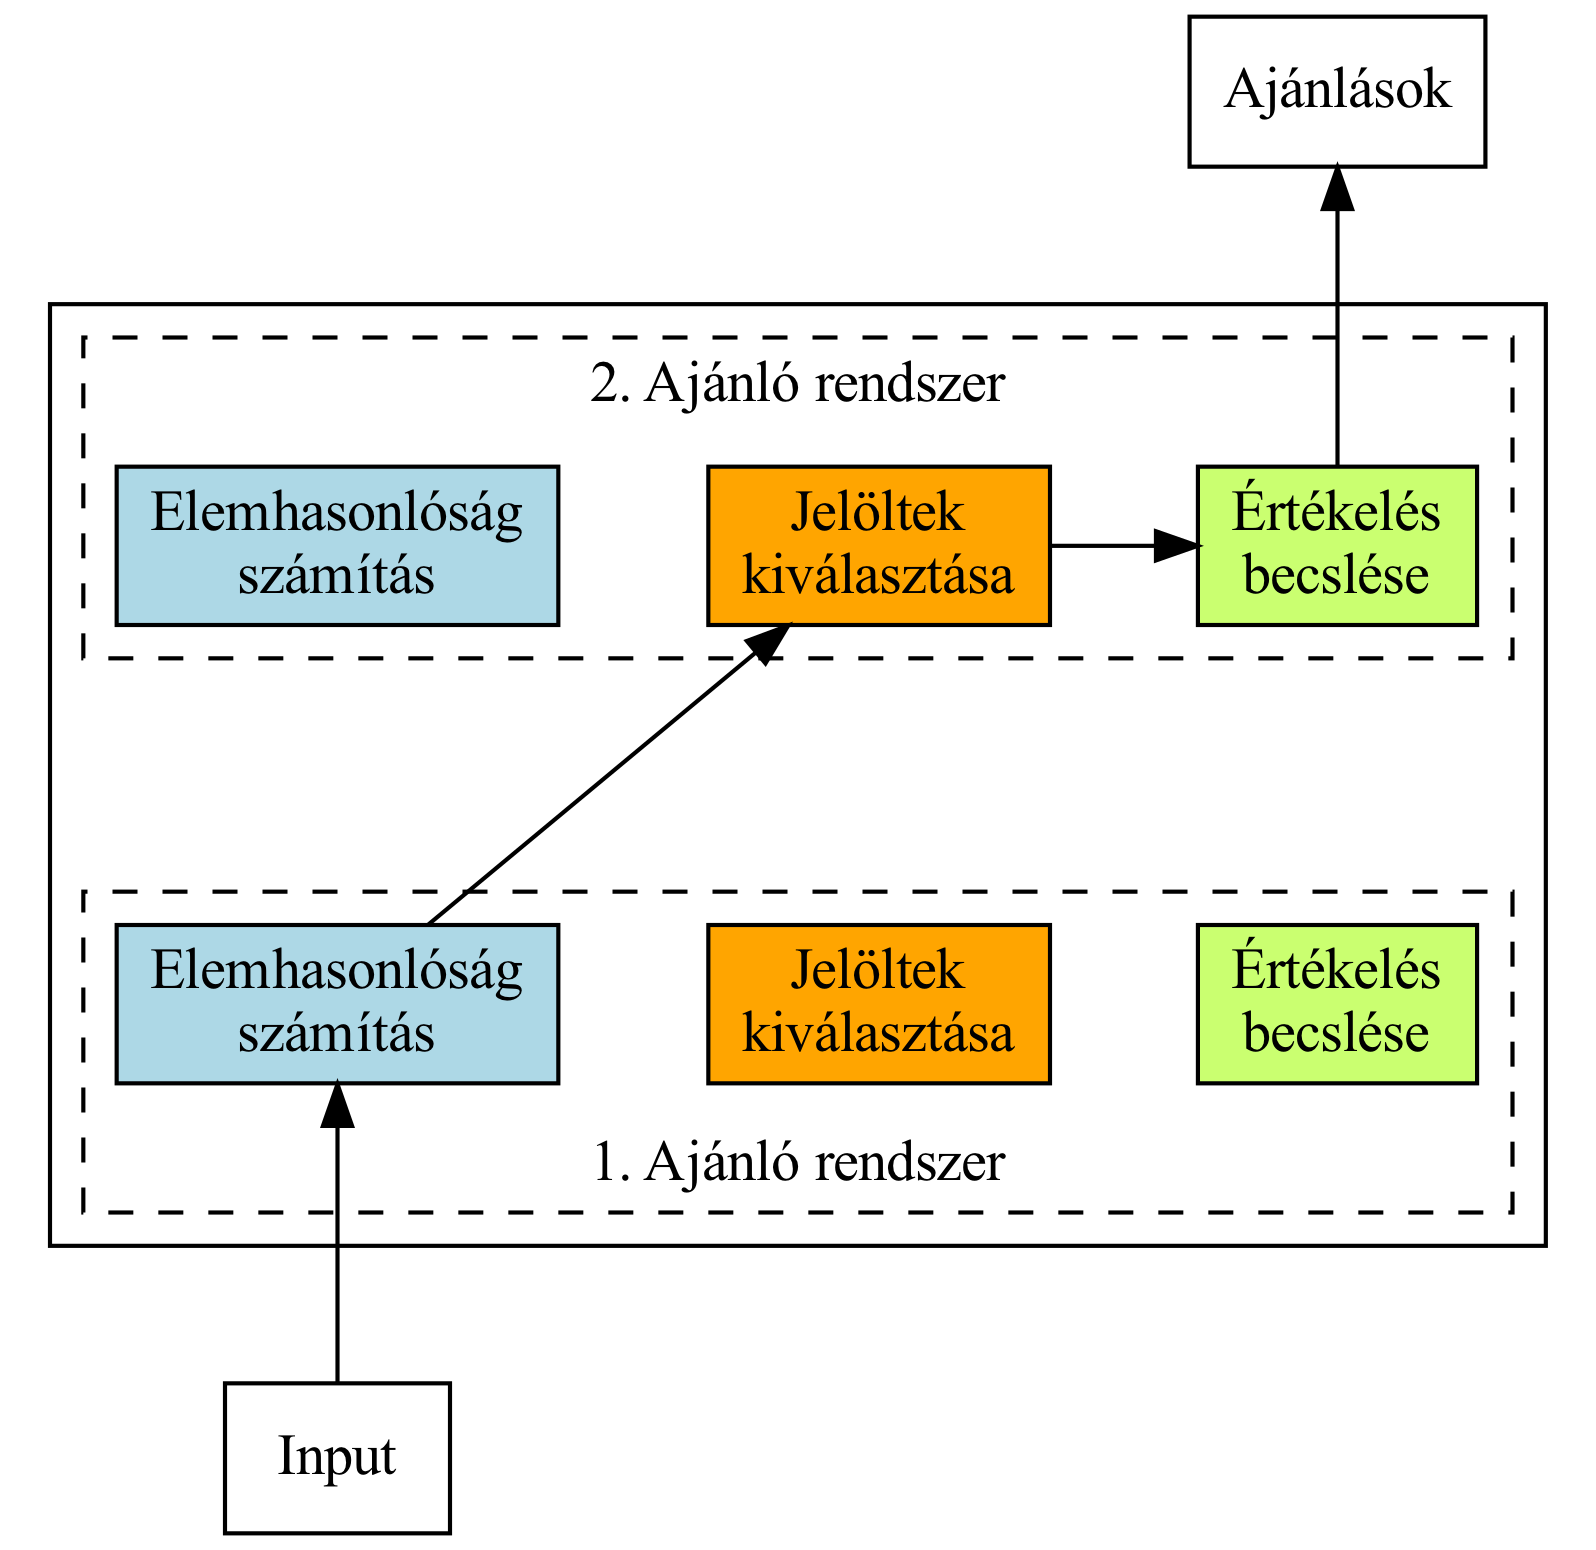 Ajánlások
2. Ajánló rendszer
Elemhasonlóság
számítás
Jelöltek
kiválasztása
Értékelés
becslése
Elemhasonlóság
számítás
Jelöltek
kiválasztása
Értékelés
becslése
1. Ajánló rendszer
Input